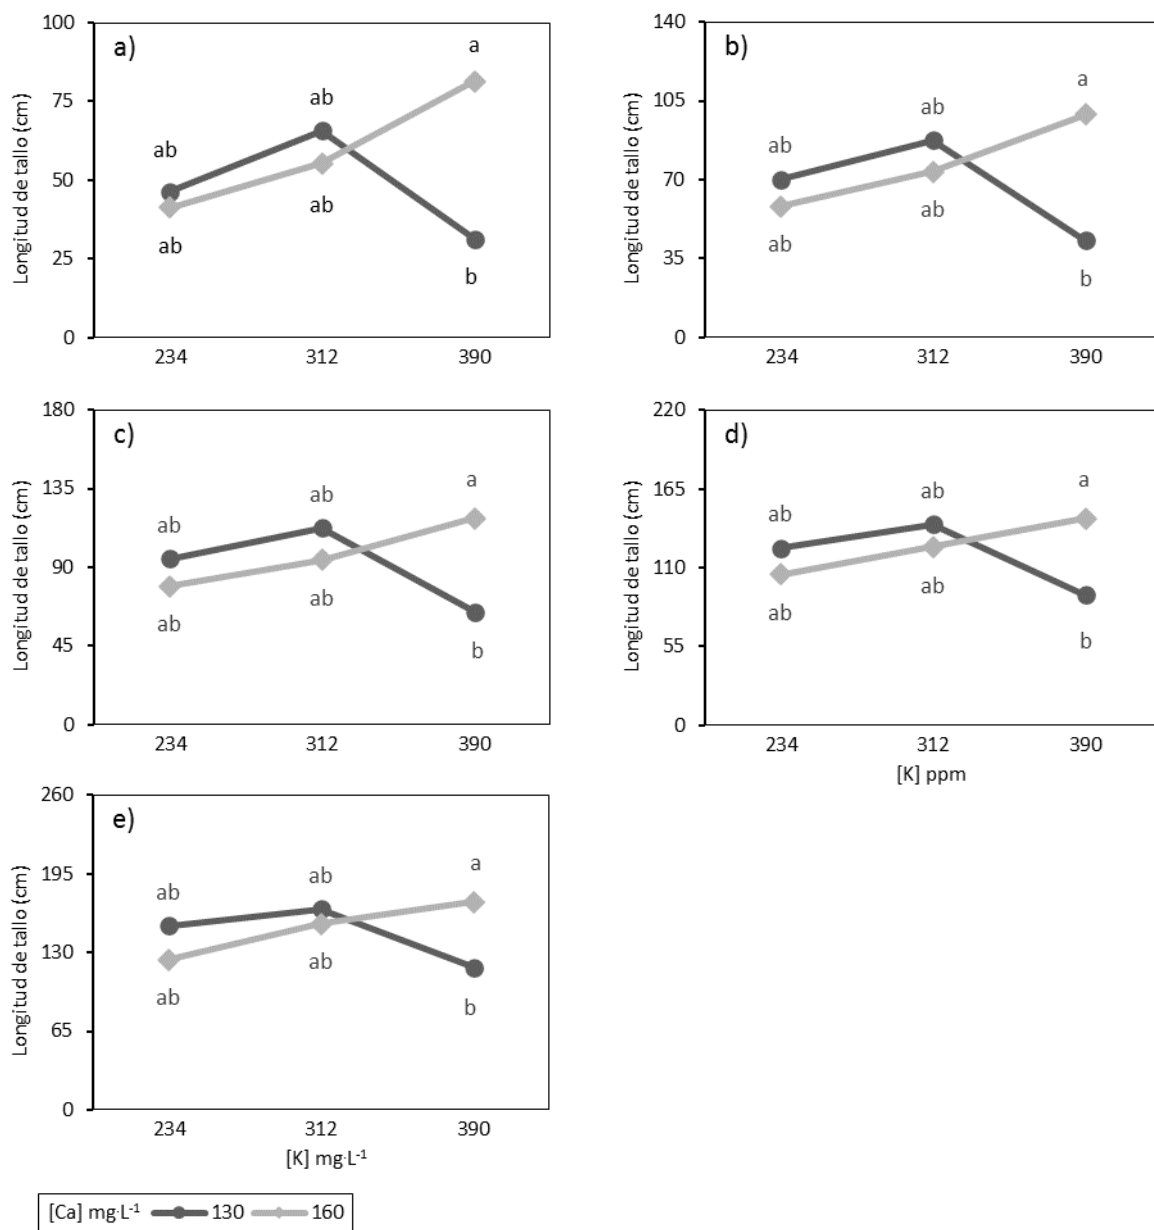 a)
Longitud de tallo (cm)
100
75
50
25
0
ab
ab
a
ab
ab
b
234 312 390
b)
Longitud de tallo (cm)
140
105
70
35
0
ab
ab
a
ab
ab
b
234 312 390
c)
Longitud de tallo (cm)
180
135
90
45
0
ab
ab
a
ab
ab
b
234 312 390
d)
Longitud de tallo (cm)
220
165
110
55
0
ab
ab
a
ab
ab
b
234 312 390
[K] ppm
e)
Longitud de tallo (cm)
260
195
130
65
0
ab
ab
a
ab
ab
b
234 312 390
[K] mg·L⁻¹
[Ca] mg·L⁻¹ 130 160